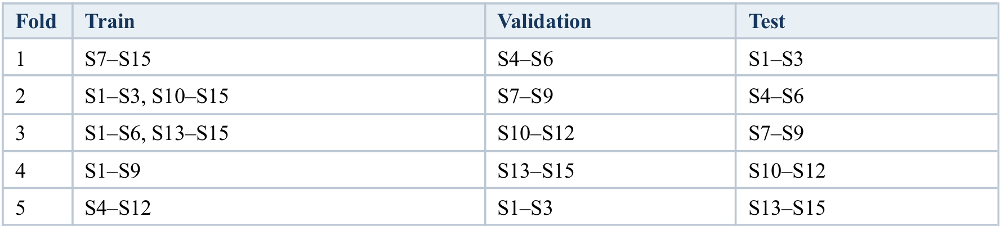 Fold Train Validation Test
1 S7–S15 S4–S6 S1–S3
2 S1–S3, S10–S15 S7–S9 S4–S6
3 S1–S6, S13–S15 S10–S12 S7–S9
4 S1–S9 S13–S15 S10–S12
5 S4–S12 S1–S3 S13–S15